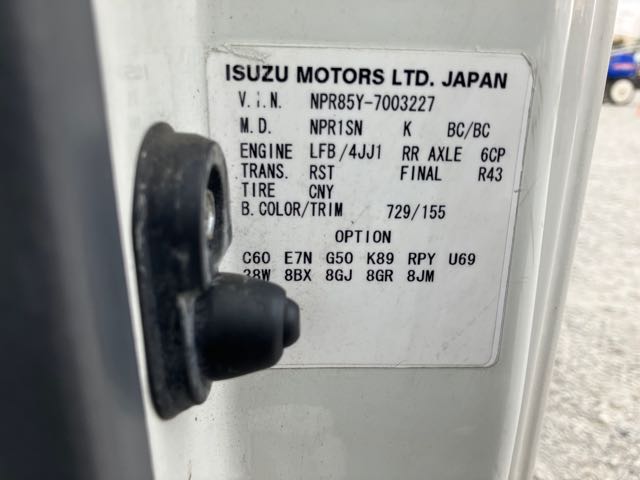 ISUZU MOTORS LTD. JAPAN
V.I.N. NPR85Y-7003227
M.D. NPR1SN K BC/BC
ENGINE LFB/4JJ1 RR AXLE 6CP
TRANS. RST FINAL R43
TIRE CNY
B.COLOR/TRIM 729/155
OPTION
C60 E7N G50 K89 RPY U69
8BX 8GJ 8GR 8JM